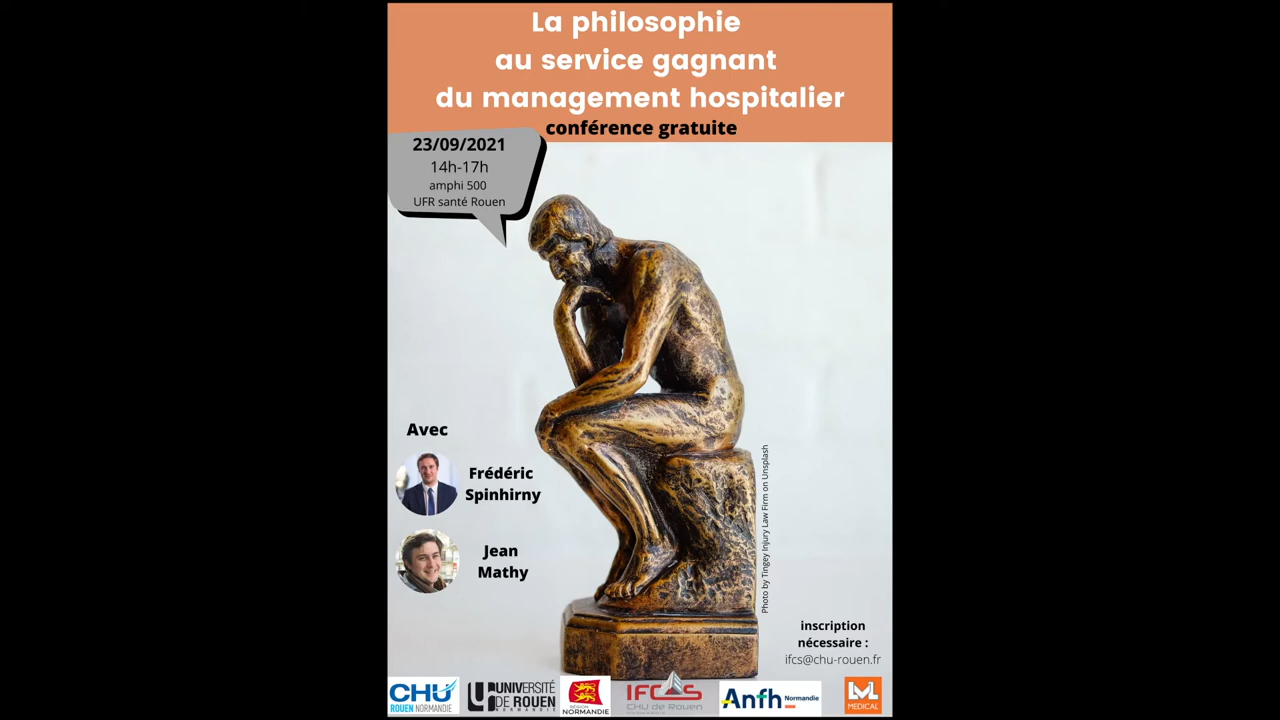 La philosophie
au service gagnant
du management hospitalier
conférence gratuite
23/09/2021
14h-17h
amphi 500
UFR santé Rouen
Avec
Frédéric
Spinhirny
Jean
Mathy
Photo by Tingey Injury Law Firm on Unsplash
inscription
nécessaire :
ifcs@chu-rouen.fr
CHU
ROUEN NORMANDIE
UNIVERSITÉ
DE ROUEN
NORMANDIE
RÉGION
NORMANDIE
IFCS
CHU de Rouen
Anfh Normandie
MEDICAL